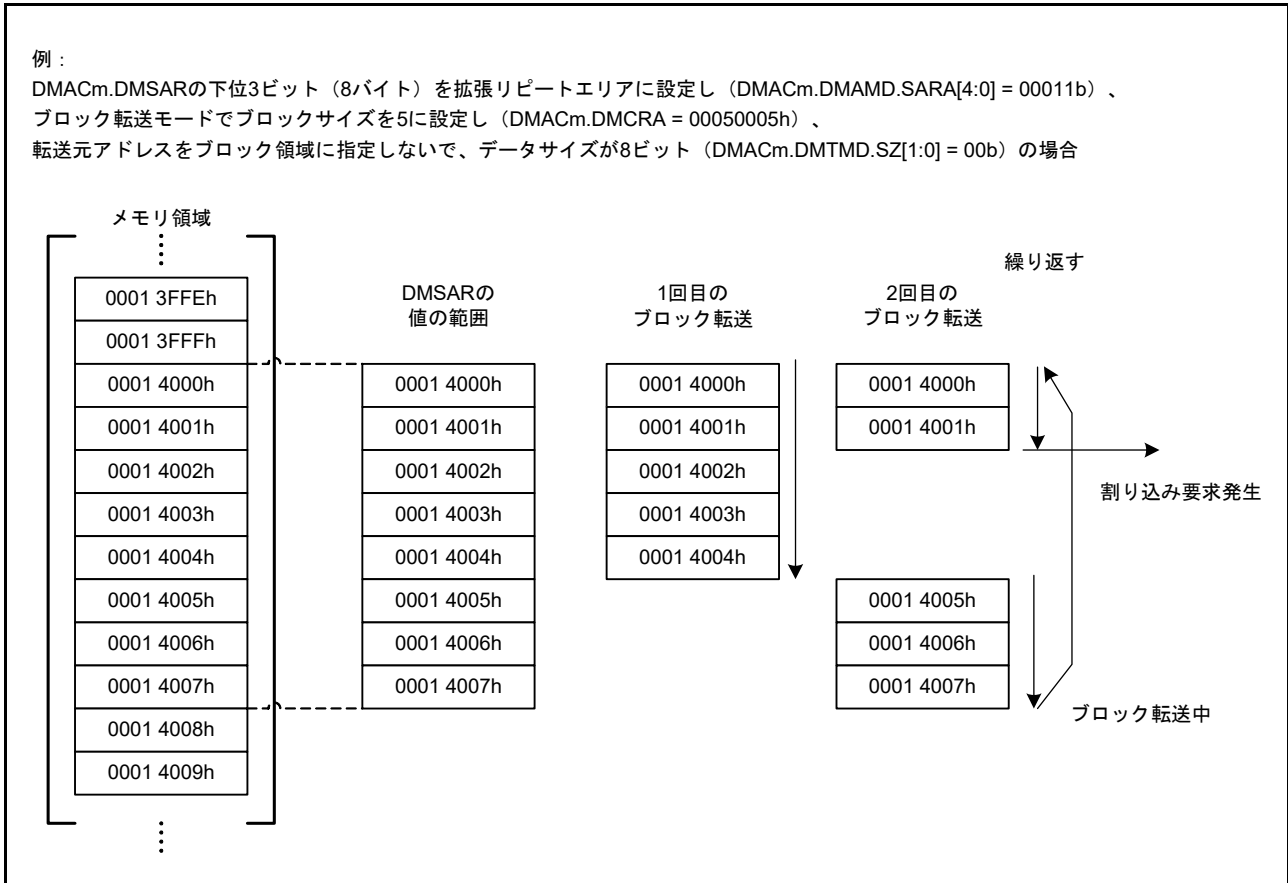 例：
DMACm.DMSARの下位3ビット（8バイト）を拡張リピートエリアに設定し（DMACm.DMAMD.SARA[4:0] = 00011b）、
ブロック転送モードでブロックサイズを5に設定し（DMACm.DMCRA = 00050005h）、
転送元アドレスをブロック領域に指定しないで、データサイズが8ビット（DMACm.DMTMD.SZ[1:0] = 00b）の場合
メモリ領域
0001 3FFEh
0001 3FFFh
0001 4000h
0001 4001h
0001 4002h
0001 4003h
0001 4004h
0001 4005h
0001 4006h
0001 4007h
0001 4008h
0001 4009h
DMSARの
値の範囲
0001 4000h
0001 4001h
0001 4002h
0001 4003h
0001 4004h
0001 4005h
0001 4006h
0001 4007h
1回目の
ブロック転送
0001 4000h
0001 4001h
0001 4002h
0001 4003h
0001 4004h
2回目の
ブロック転送
0001 4000h
0001 4001h
0001 4005h
0001 4006h
0001 4007h
繰り返す
割り込み要求発生
ブロック転送中